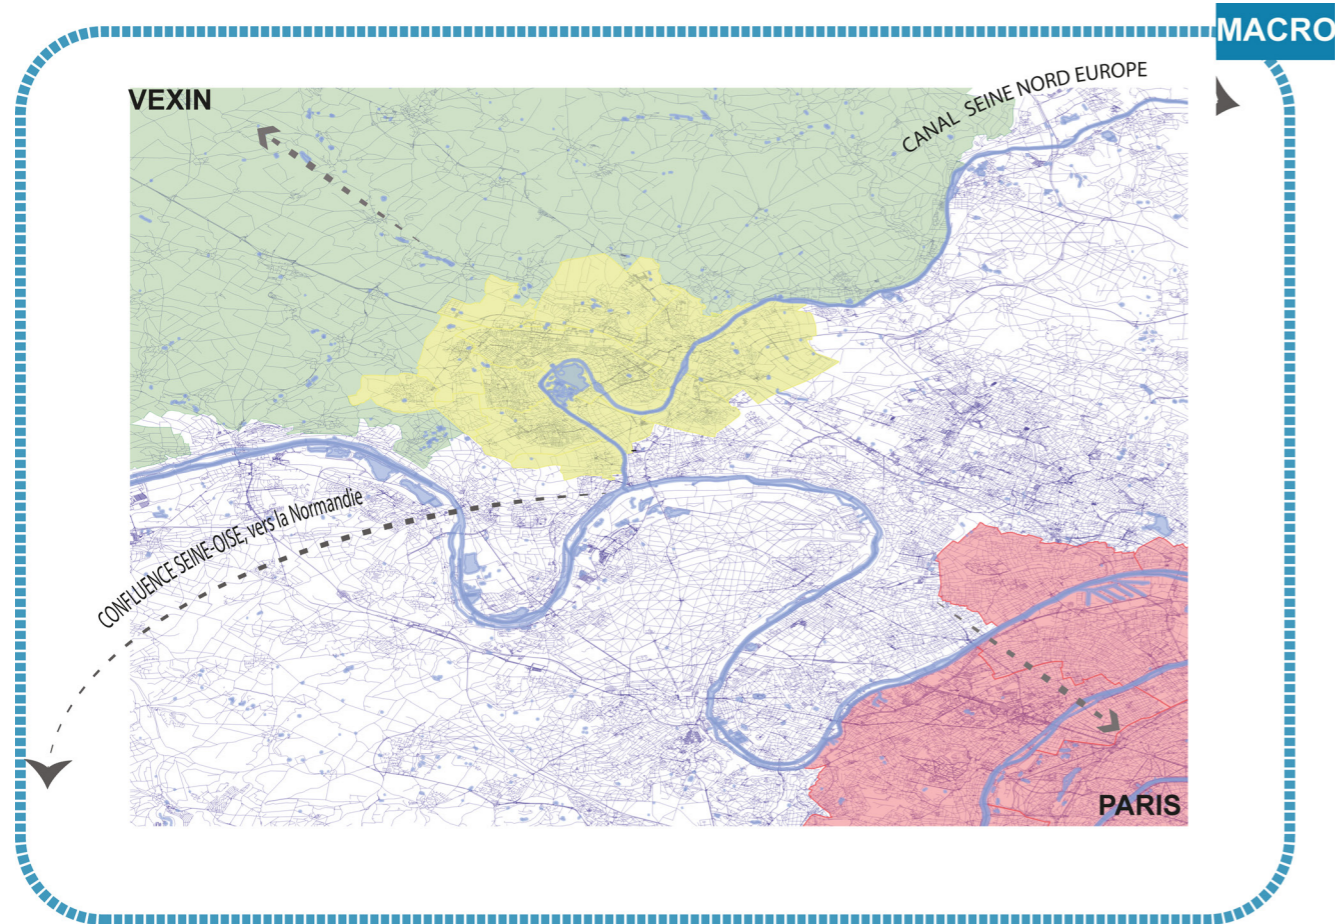 MACRO
VEXIN
CANAL SEINE NORD EUROPE
CONFLUENCE SEINE-OISE, vers la Normandie
PARIS